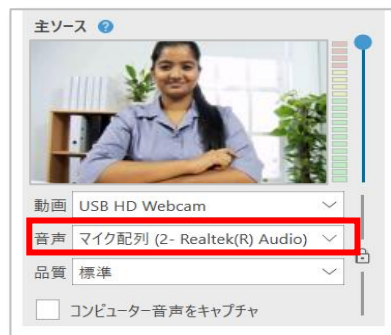 主ソース ?
動画 USB HD Webcam
音声 マイク配列 (2- Realtek(R) Audio)
品質 標準
コンピューター音声をキャプチャ